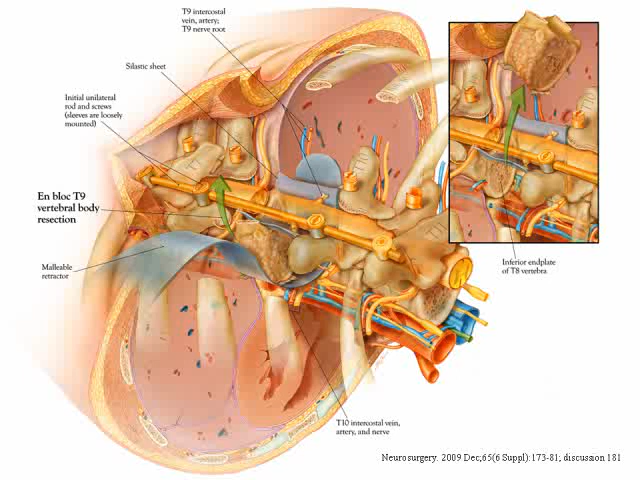 T9 intercostal
vein, artery;
T9 nerve root
Silastic sheet
Initial unilateral
rod and screws
(sleeves are loosely
mounted)
En bloc T9
vertebral body
resection
Malleable
retractor
Inferior endplate
of T8 vertebra
T10 intercostal vein,
artery, and nerve
Neurosurgery. 2009 Dec;65(6 Suppl):173-81; discussion 181